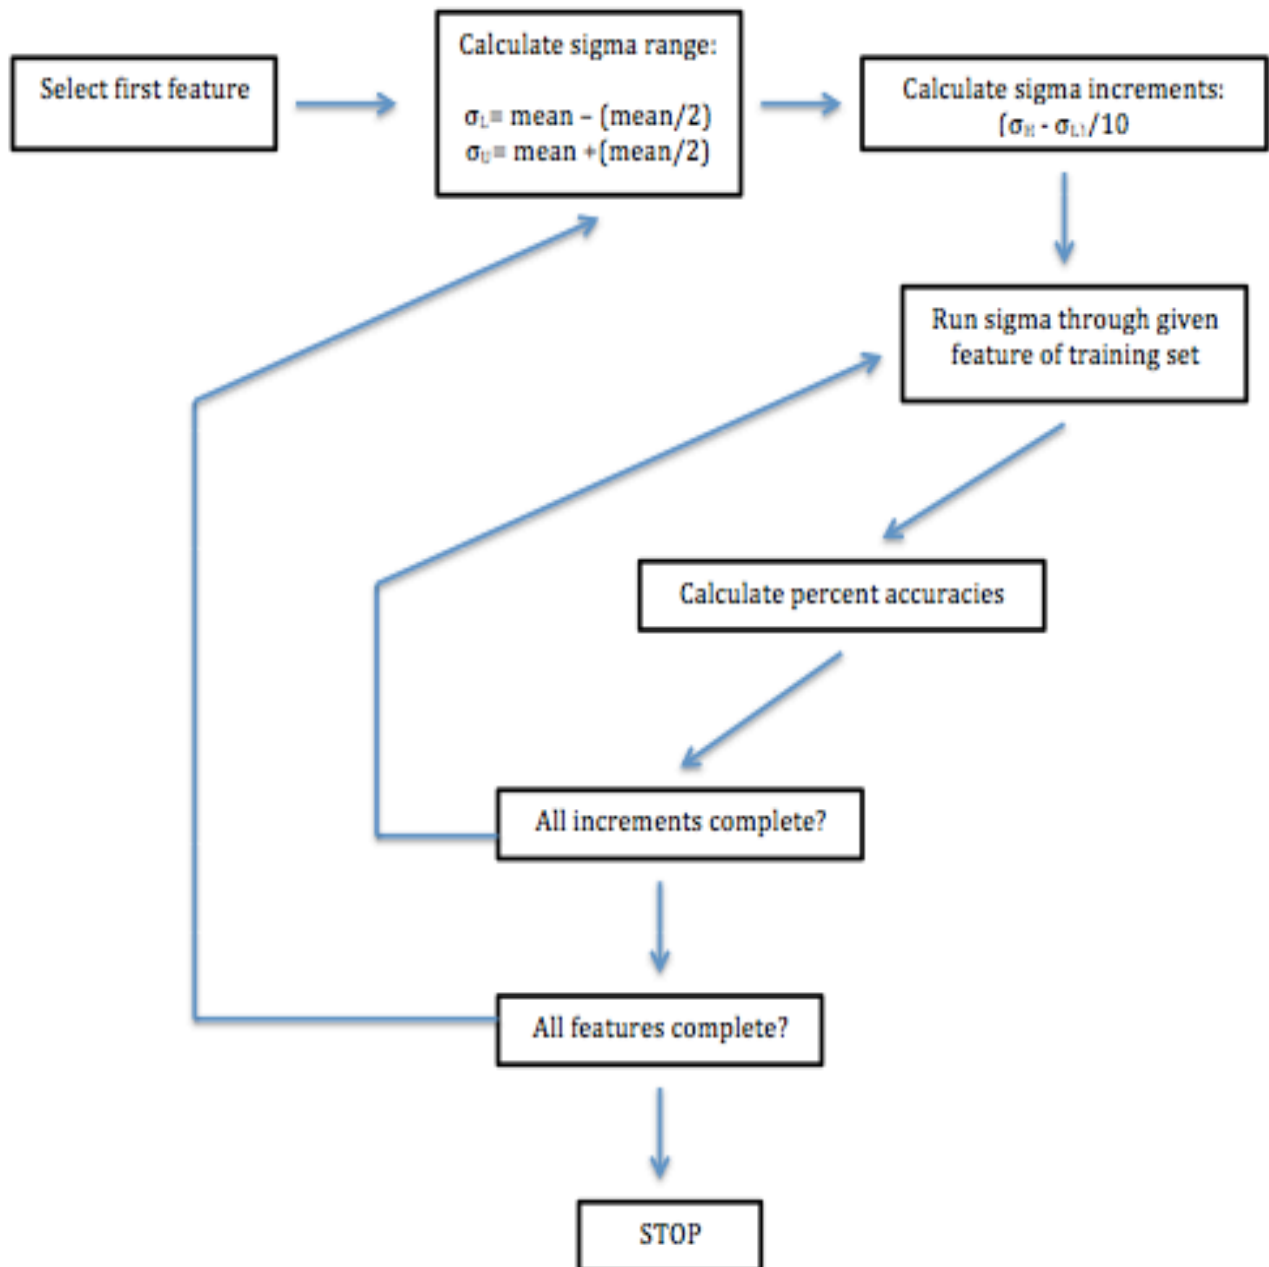 Select first feature
Calculate sigma range:
σL= mean – (mean/2)
σU= mean +(mean/2)
Calculate sigma increments:
(σH - σL)/10
Run sigma through given
feature of training set
Calculate percent accuracies
All increments complete?
All features complete?
STOP